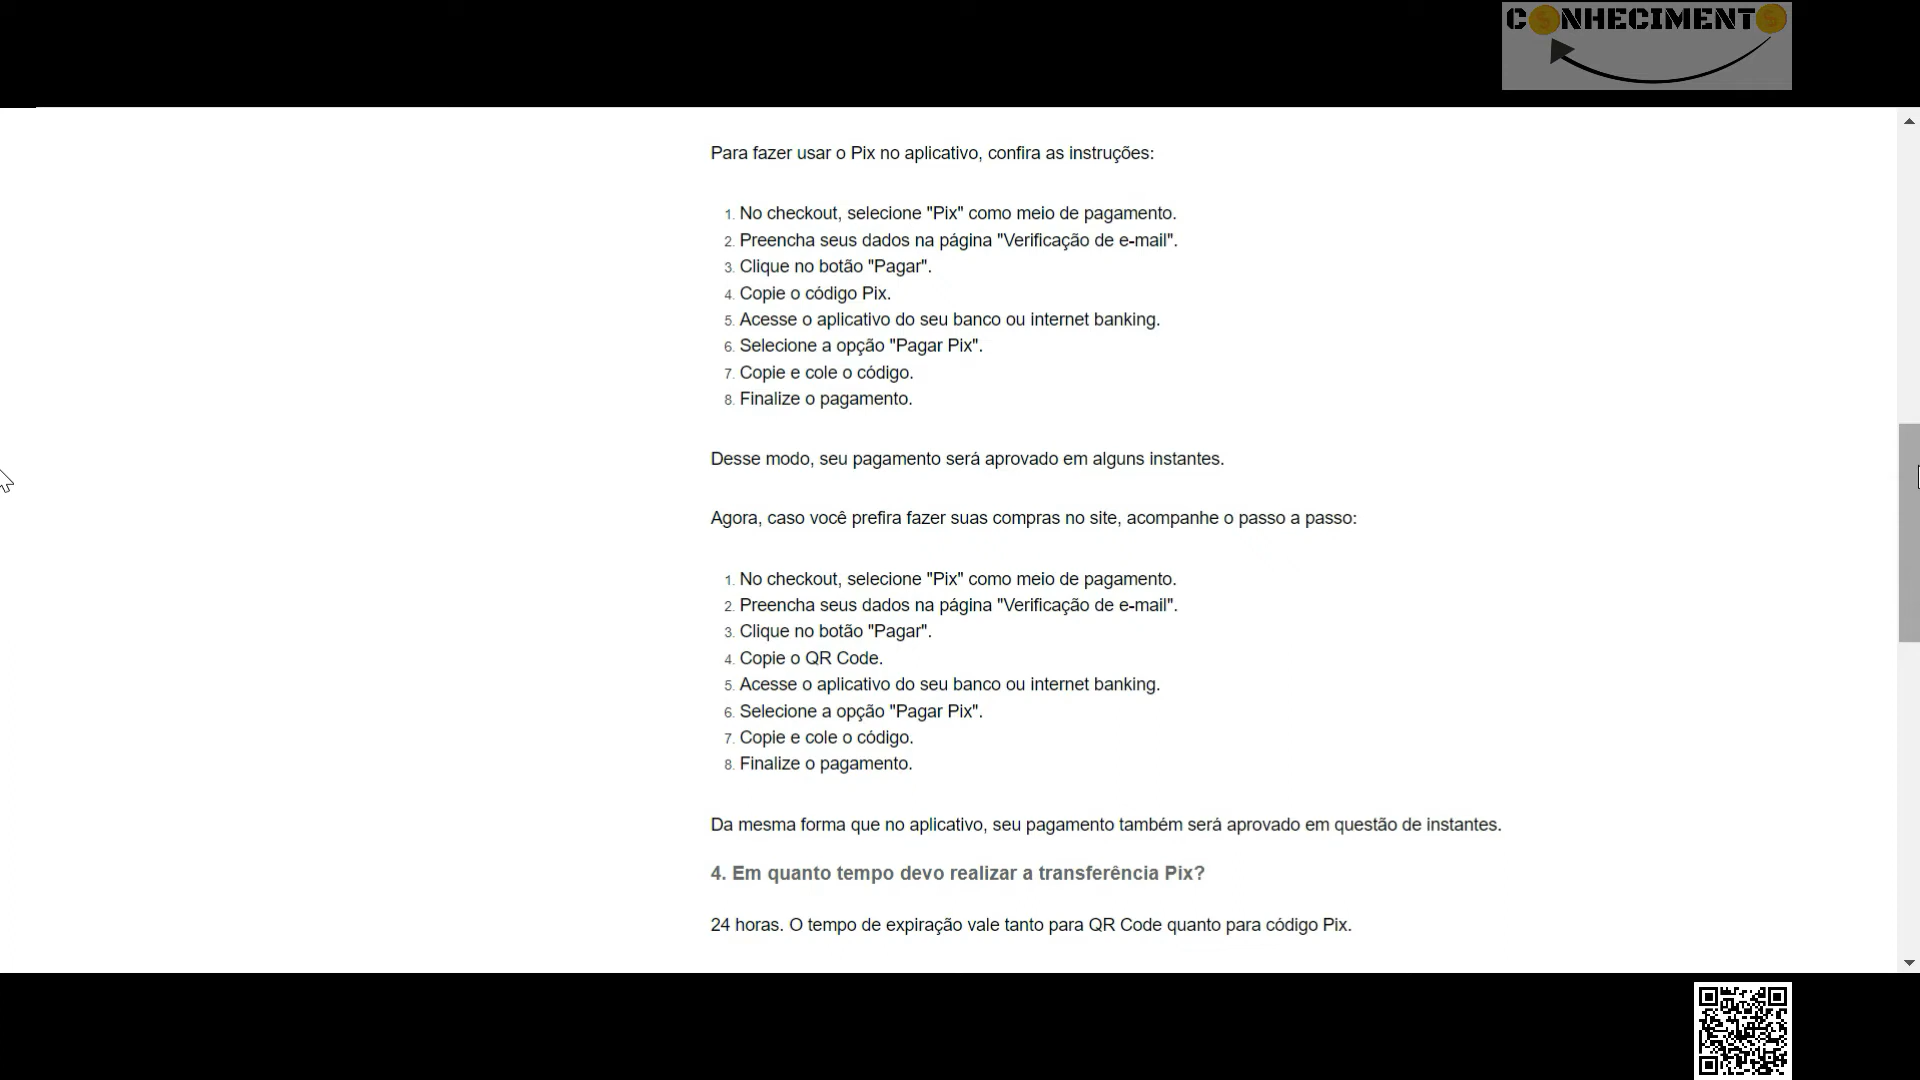 CONHECIMENTO
Para fazer usar o Pix no aplicativo, confira as instruções:
1. No checkout, selecione "Pix" como meio de pagamento.
2. Preencha seus dados na página "Verificação de e-mail".
3. Clique no botão "Pagar".
4. Copie o código Pix.
5. Acesse o aplicativo do seu banco ou internet banking.
6. Selecione a opção "Pagar Pix".
7. Copie e cole o código.
8. Finalize o pagamento.
Desse modo, seu pagamento será aprovado em alguns instantes.
Agora, caso você prefira fazer suas compras no site, acompanhe o passo a passo:
1. No checkout, selecione "Pix" como meio de pagamento.
2. Preencha seus dados na página "Verificação de e-mail".
3. Clique no botão "Pagar".
4. Copie o QR Code.
5. Acesse o aplicativo do seu banco ou internet banking.
6. Selecione a opção "Pagar Pix".
7. Copie e cole o código.
8. Finalize o pagamento.
Da mesma forma que no aplicativo, seu pagamento também será aprovado em questão de instantes.
4. Em quanto tempo devo realizar a transferência Pix?
24 horas. O tempo de expiração vale tanto para QR Code quanto para código Pix.